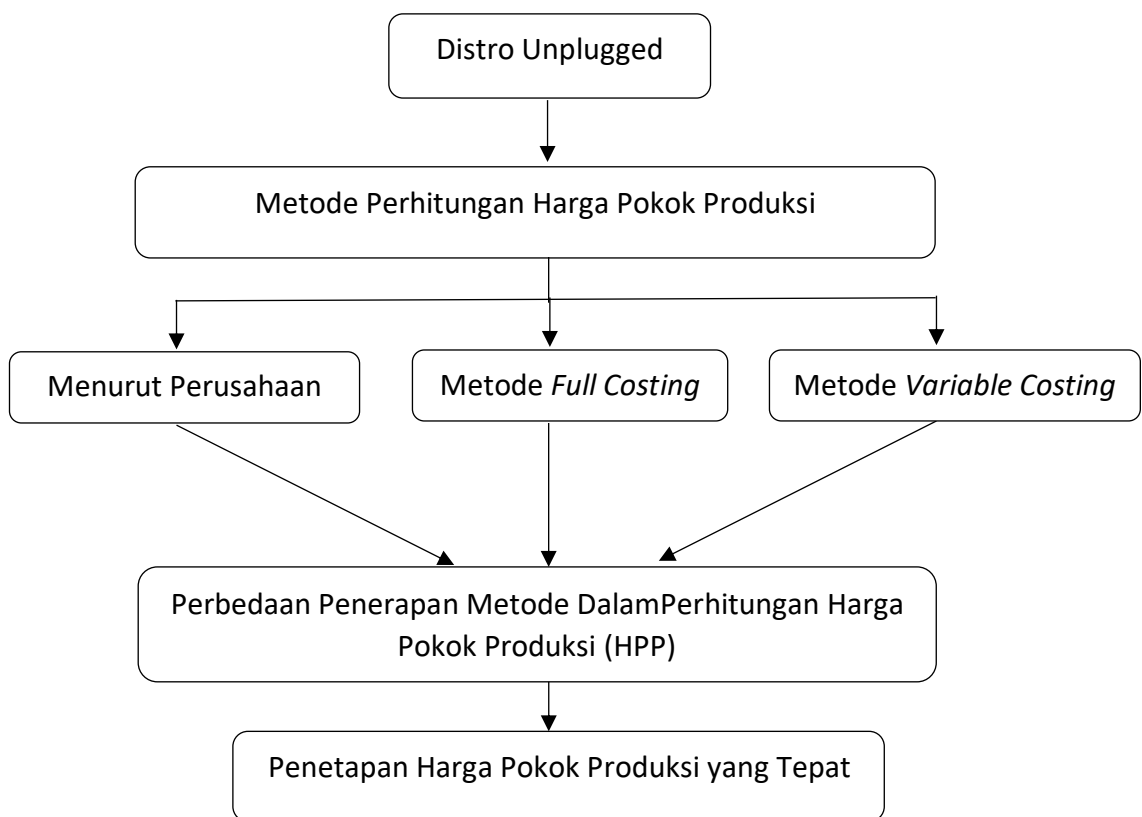 Distro Unplugged
Metode Perhitungan Harga Pokok Produksi
Menurut Perusahaan
Metode Full Costing
Metode Variable Costing
Perbedaan Penerapan Metode DalamPerhitungan Harga
Pokok Produksi (HPP)
Penetapan Harga Pokok Produksi yang Tepat